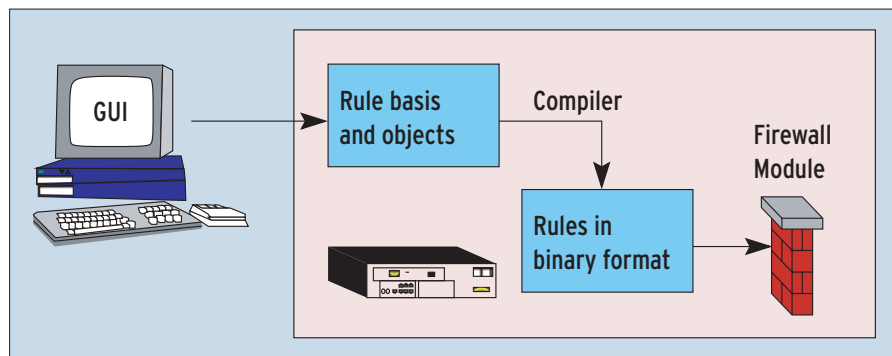 GUI
Rule basis
and objects
Compiler
Firewall
Module
Rules in
binary format